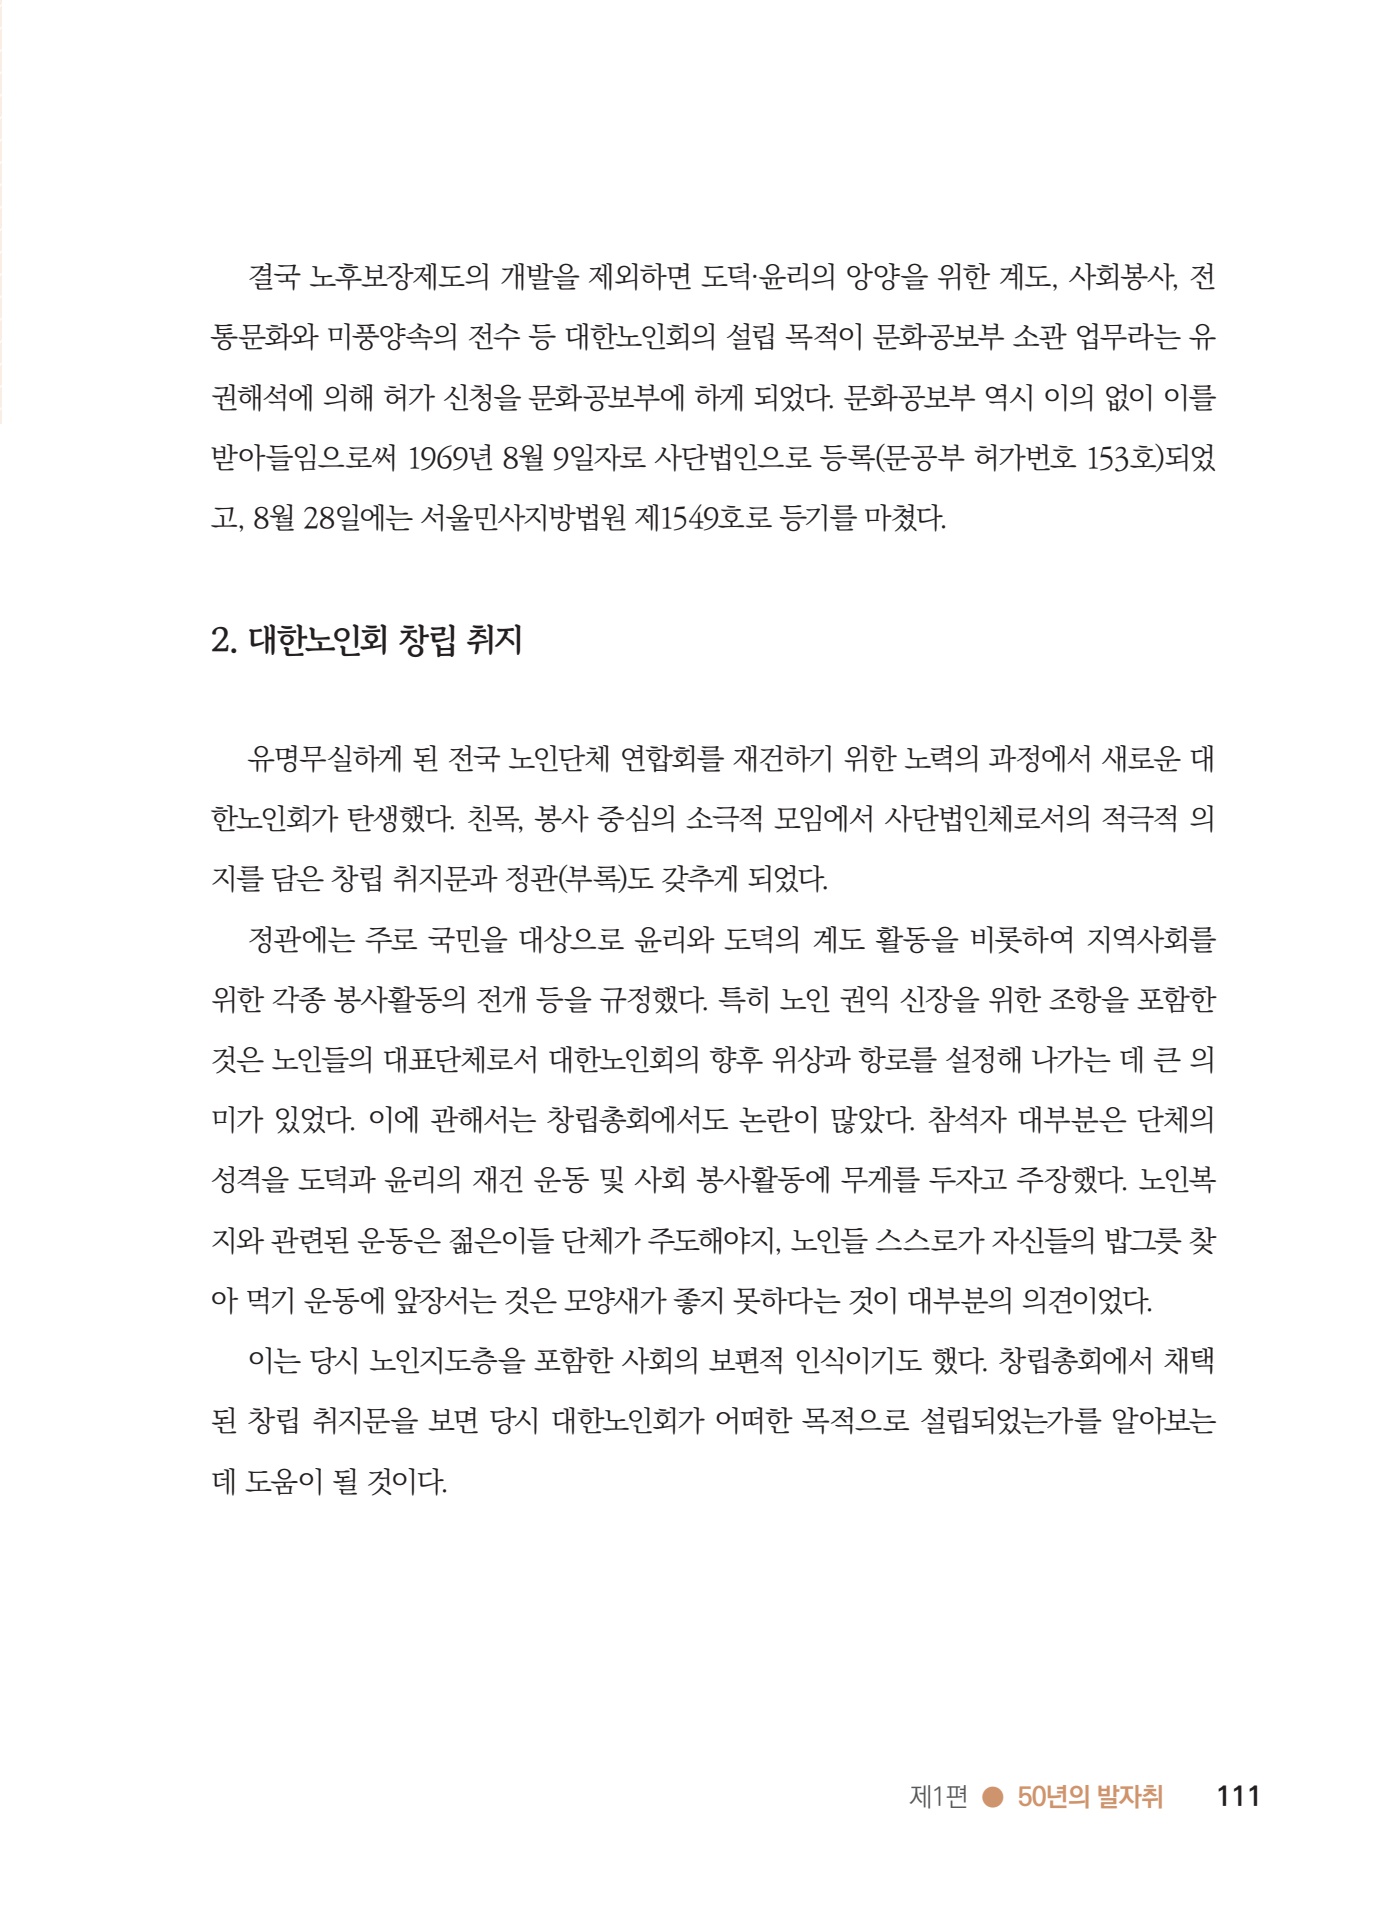 결국 노후보장제도의 개발을 제외하면 도덕·윤리의 앙양을 위한 계도, 사회봉사, 전
통문화와 미풍양속의 전수 등 대한노인회의 설립 목적이 문화공보부 소관 업무라는 유
권해석에 의해 허가 신청을 문화공보부에 하게 되었다. 문화공보부 역시 이의 없이 이를
받아들임으로써 1969년 8월 9일자로 사단법인으로 등록(문공부 허가번호 153호)되었
고, 8월 28일에는 서울민사지방법원 제1549호로 등기를 마쳤다.
2. 대한노인회 창립 취지
유명무실하게 된 전국 노인단체 연합회를 재건하기 위한 노력의 과정에서 새로운 대
한노인회가 탄생했다. 친목, 봉사 중심의 소극적 모임에서 사단법인체로서의 적극적 의
지를 담은 창립 취지문과 정관(부록)도 갖추게 되었다.
정관에는 주로 국민을 대상으로 윤리와 도덕의 계도 활동을 비롯하여 지역사회를
위한 각종 봉사활동의 전개 등을 규정했다. 특히 노인 권익 신장을 위한 조항을 포함한
것은 노인들의 대표단체로서 대한노인회의 향후 위상과 항로를 설정해 나가는 데 큰 의
미가 있었다. 이에 관해서는 창립총회에서도 논란이 많았다. 참석자 대부분은 단체의
성격을 도덕과 윤리의 재건 운동 및 사회 봉사활동에 무게를 두자고 주장했다. 노인복
지와 관련된 운동은 젊은이들 단체가 주도해야지, 노인들 스스로가 자신들의 밥그릇 찾
아 먹기 운동에 앞장서는 것은 모양새가 좋지 못하다는 것이 대부분의 의견이었다.
이는 당시 노인지도층을 포함한 사회의 보편적 인식이기도 했다. 창립총회에서 채택
된 창립 취지문을 보면 당시 대한노인회가 어떠한 목적으로 설립되었는가를 알아보는
데 도움이 될 것이다.
제1편 ● 50년의 발자취 111